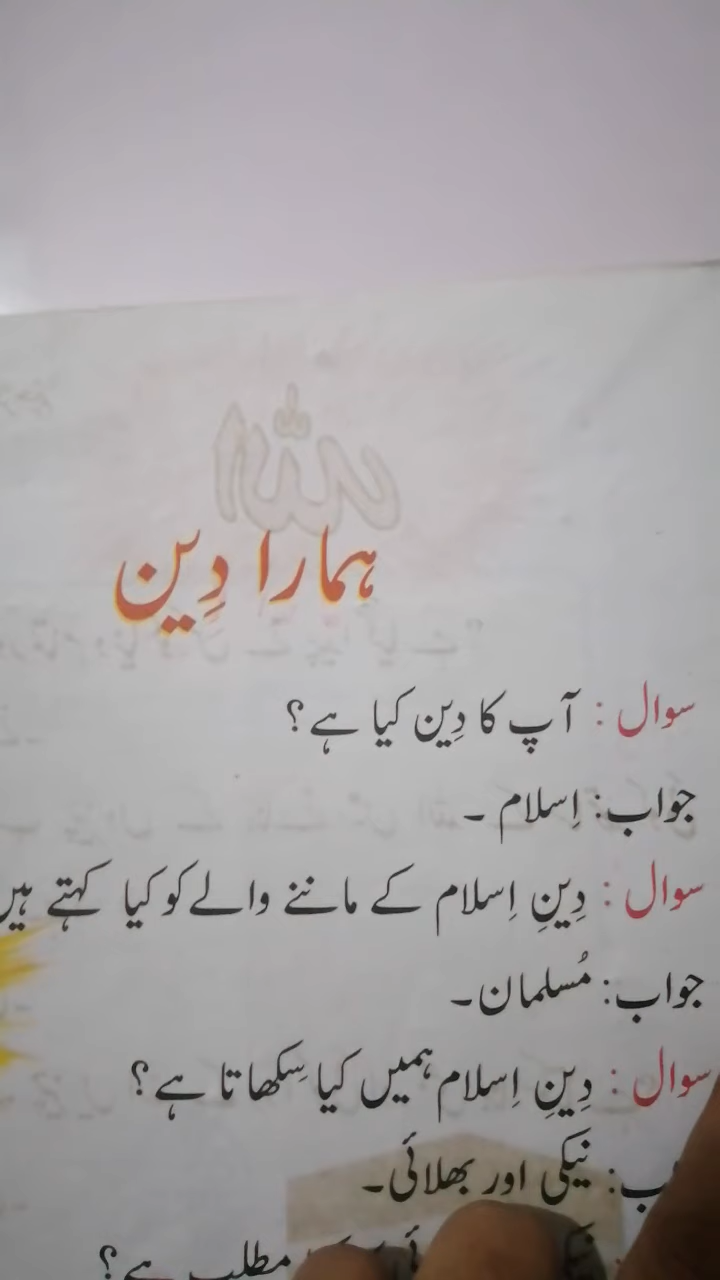 ہمارا دِین
سوال : آپ کا دِین کیا ہے؟
جواب: اِسلام ۔
سوال : دِینِ اِسلام کے ماننے والے کو کیا کہتے ہیں
جواب: مُسلمان۔
سوال : دِینِ اِسلام ہمیں کیا سِکھاتا ہے؟
نیکی اور بھلائی۔
مطلب ہے؟